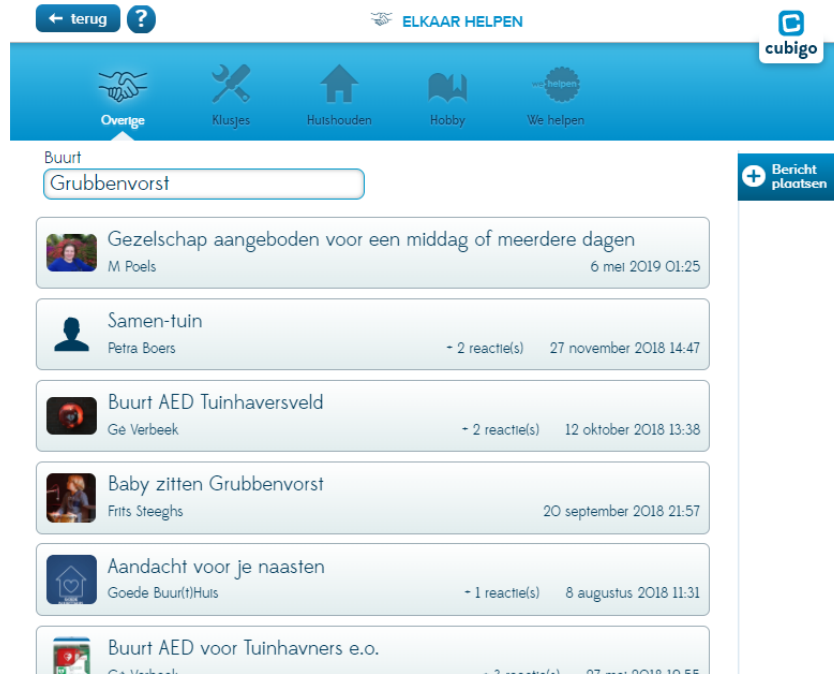 ← terug ?
ELKAAR HELPEN
cubigo
Overige
Klusjes
Huishouden
Hobby
we helpen
We helpen
Buurt
Grubbenvorst
Bericht
plaatsen
Gezelschap aangeboden voor een middag of meerdere dagen
M Poels 6 mei 2019 01:25
Samen-tuin
Petra Boers - 2 reactie(s) 27 november 2018 14:47
Buurt AED Tuinhaversveld
Gé Verbeek - 2 reactie(s) 12 oktober 2018 13:38
Baby zitten Grubbenvorst
Frits Steeghs 20 september 2018 21:57
Aandacht voor je naasten
Goede Buur(t)Huis - 1 reactie(s) 8 augustus 2018 11:31
Buurt AED voor Tuinhavners e.o.